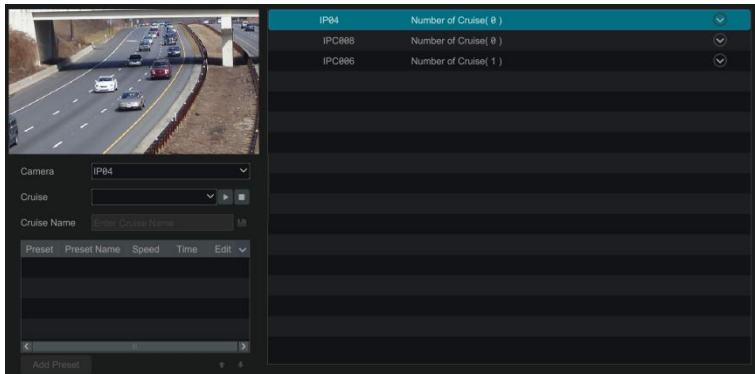 Camera IP04
Cruise
Cruise Name Enter Cruise Name
Preset Preset Name Speed Time Edit
Add Preset
IP04 Number of Cruise( 0 )
IPC008 Number of Cruise( 0 )
IPC006 Number of Cruise( 1 )